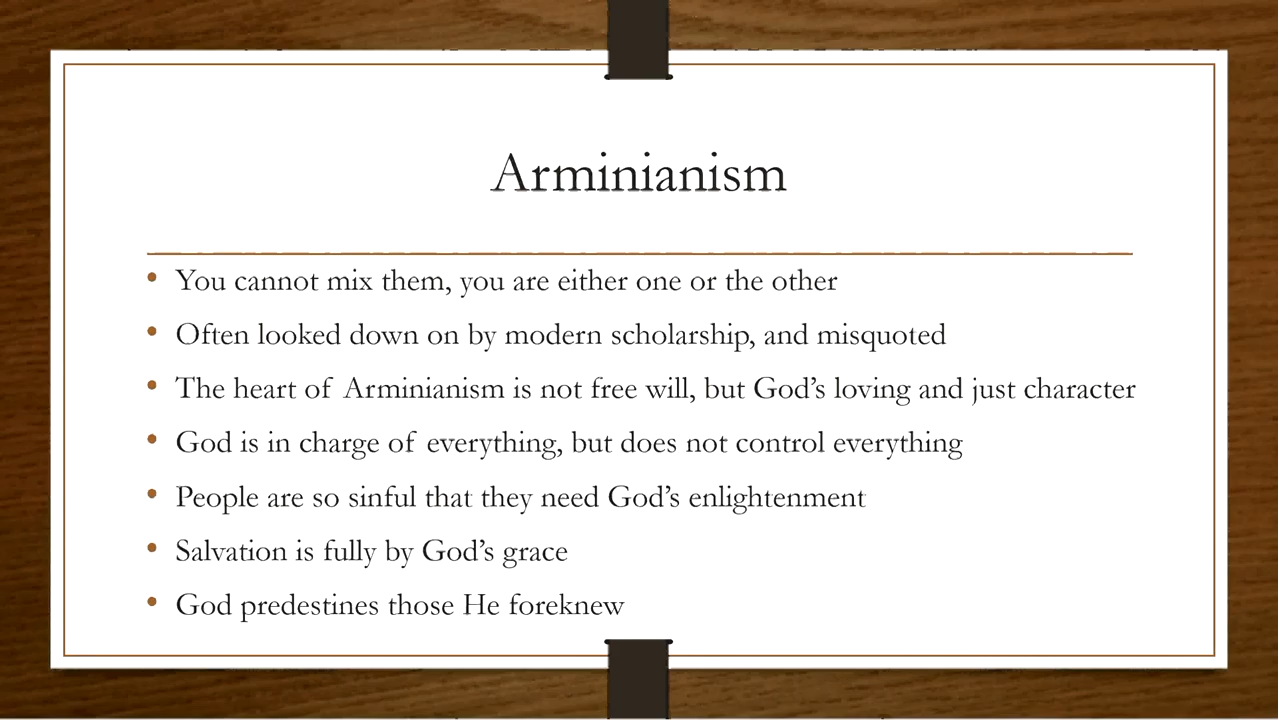 Arminianism
• You cannot mix them, you are either one or the other
• Often looked down on by modern scholarship, and misquoted
• The heart of Arminianism is not free will, but God’s loving and just character
• God is in charge of everything, but does not control everything
• People are so sinful that they need God’s enlightenment
• Salvation is fully by God’s grace
• God predestines those He foreknew